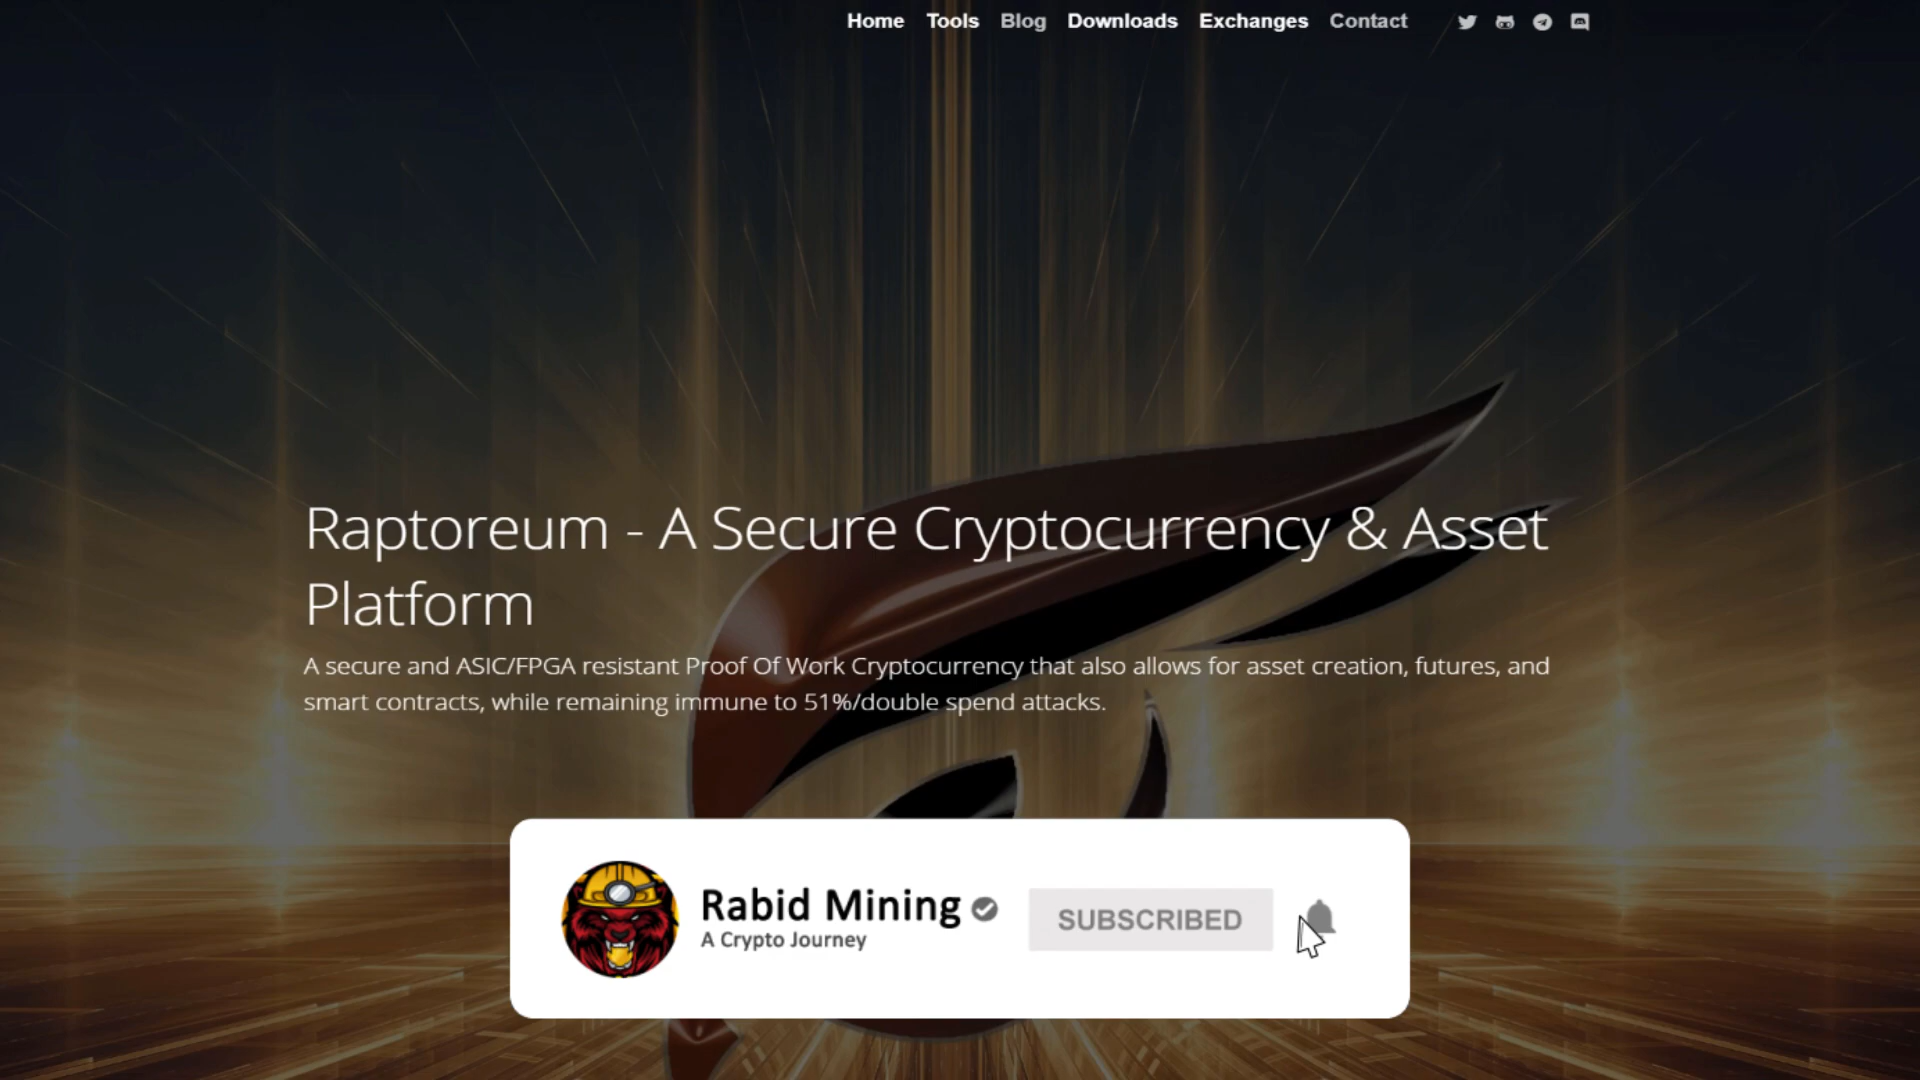 Home Tools Blog Downloads Exchanges Contact
Raptoreum - A Secure Cryptocurrency & Asset
Platform
A secure and ASIC/FPGA resistant Proof Of Work Cryptocurrency that also allows for asset creation, futures, and
smart contracts, while remaining immune to 51%/double spend attacks.
Rabid Mining
A Crypto Journey
SUBSCRIBED